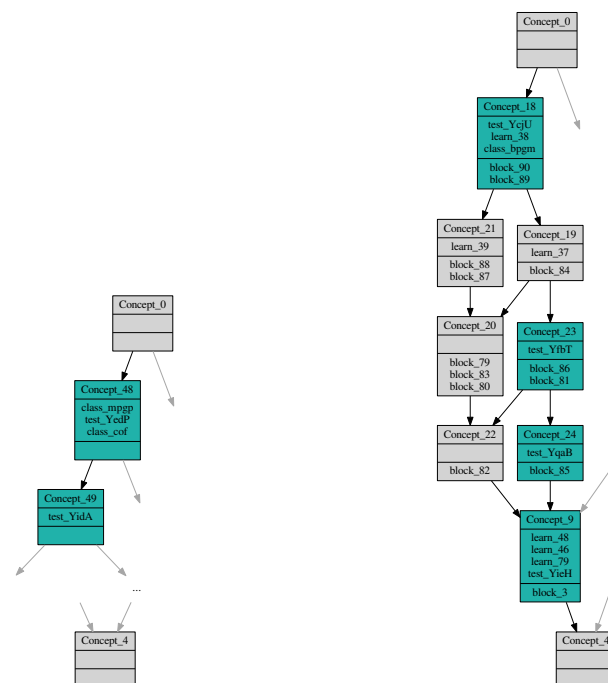 Concept_0
Concept_48
class_mpgp
test_YedP
class_cof
Concept_49
test_YidA
...
Concept_4
Concept_0
Concept_18
test_YcjU
learn_38
class_bpgm
block_90
block_89
Concept_21
learn_39
block_88
block_87
Concept_19
learn_37
block_84
Concept_20
block_79
block_83
block_80
Concept_23
test_YfbT
block_86
block_81
Concept_22
block_82
Concept_24
test_YqaB
block_85
Concept_9
learn_48
learn_46
learn_79
test_YieH
block_3
Concept_4